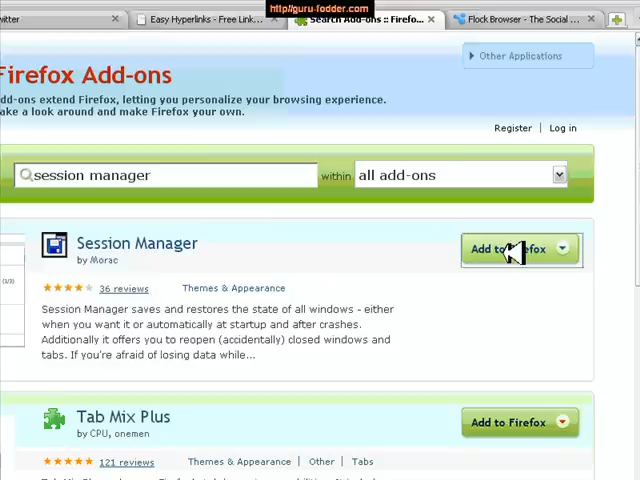 http://guru-fodder.com
witter
Easy Hyperlinks - Free Link...
Search Add-ons :: Firefo...
Flock Browser - The Social ...
Firefox Add-ons
Other Applications
dd-ons extend Firefox, letting you personalize your browsing experience.
ake a look around and make Firefox your own.
Register | Log in
session manager
within
all add-ons
Session Manager
by Morac
Add to Firefox
36 reviews
Themes & Appearance
Session Manager saves and restores the state of all windows - either
when you want it or automatically at startup and after crashes.
Additionally it offers you to reopen (accidentally) closed windows and
tabs. If you're afraid of losing data while...
Tab Mix Plus
by CPU, onemen
Add to Firefox
121 reviews
Themes & Appearance | Other | Tabs